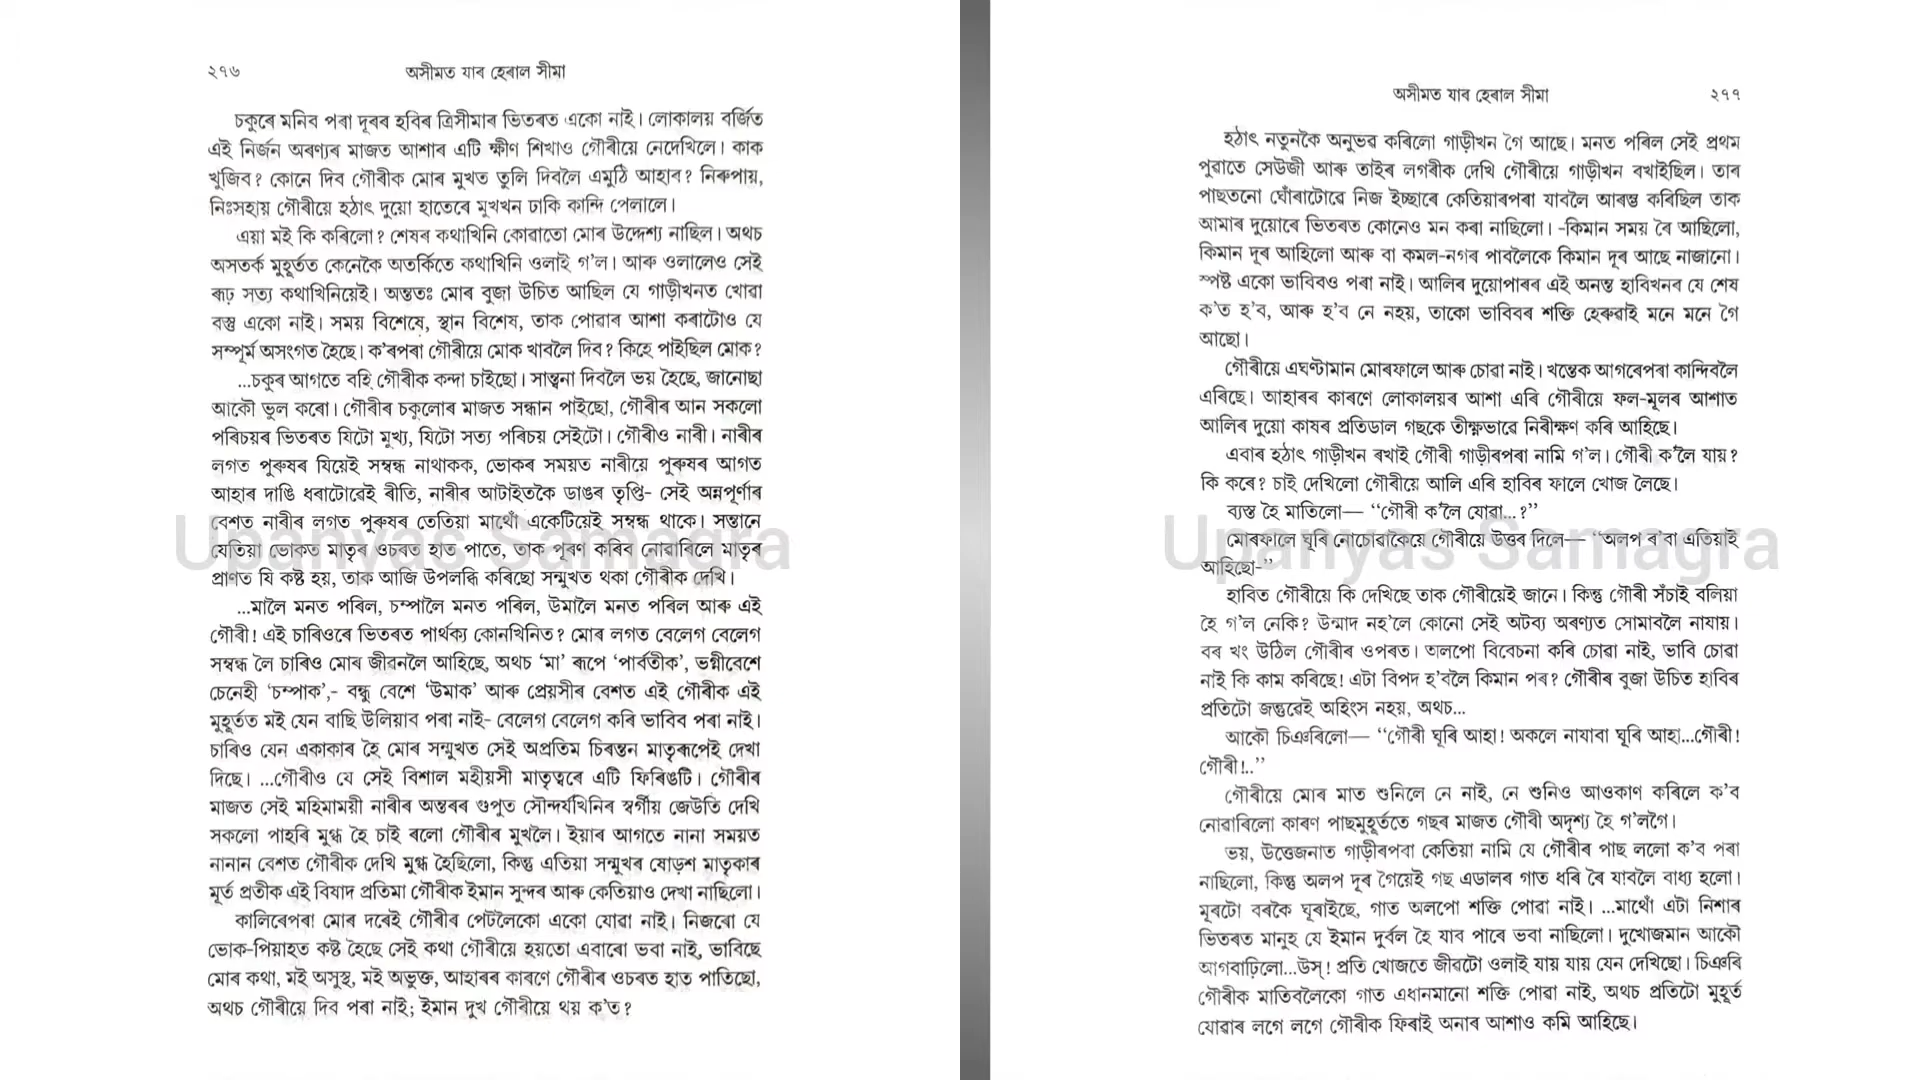 ২৭৬ অসীমত যাৰ হেৰাল সীমা
চকুৰে মনিব পৰা দূৰৰ হবিৰ ত্ৰিসীমাৰ ভিতৰত একো নাই। লোকালয় বৰ্জিত
এই নিৰ্জন অৰণ্যৰ মাজত আশাৰ এটি ক্ষীণ শিখাও গৌৰীয়ে নেদেখিলে। কাক
খুজিব? কোনে দিব গৌৰীক মোৰ মুখত তুলি দিবলৈ এমুঠি আহাৰ? নিৰুপায়,
নিঃসহায় গৌৰীয়ে হঠাৎ দুয়ো হাতেৰে মুখখন ঢাকি কান্দি পেলালে।
এয়া মই কি কৰিলো? শেষৰ কথাখিনি কোৱাতো মোৰ উদ্দেশ্য নাছিল। অথচ
অসতৰ্ক মুহূৰ্তত কেনেকৈ অতৰ্কিতে কথাখিনি ওলাই গ'ল। আৰু ওলালেও সেই
ৰূঢ় সত্য কথাখিনিয়েই। অন্ততঃ মোৰ বুজা উচিত আছিল যে গাড়ীখনত খোৱা
বস্তু একো নাই। সময় বিশেষে, স্থান বিশেষ, তাক পোৱাৰ আশা কৰাটোও যে
সম্পূৰ্ম অসংগত হৈছে। ক'ৰপৰা গৌৰীয়ে মোক খাবলৈ দিব? কিহে পাইছিল মোক?
...চকুৰ আগতে বহি গৌৰীক কন্দা চাইছো। সান্ত্বনা দিবলৈ ভয় হৈছে, জানোছা
আকৌ ভুল কৰো। গৌৰীৰ চকুলোৰ মাজত সন্ধান পাইছো, গৌৰীৰ আন সকলো
পৰিচয়ৰ ভিতৰত যিটো মুখ্য, যিটো সত্য পৰিচয় সেইটো। গৌৰীও নাৰী। নাৰীৰ
লগত পুৰুষৰ যিয়েই সম্বন্ধ নাথাকক, ভোকৰ সময়ত নাৰীয়ে পুৰুষৰ আগত
আহাৰ দাঙি ধৰাটোৱেই ৰীতি, নাৰীৰ আটাইতকৈ ডাঙৰ তৃপ্তি- সেই অন্নপূৰ্ণাৰ
বেশত নাৰীৰ লগত পুৰুষৰ তেতিয়া মাথোঁ একেটিয়েই সম্বন্ধ থাকে। সন্তানে
যেতিয়া ভোকত মাতৃৰ ওচৰত হাত পাতে, তাক পূৰণ কৰিব নোৱাৰিলে মাতৃৰ
প্ৰাণত যি কষ্ট হয়, তাক আজি উপলব্ধি কৰিছো সন্মুখত থকা গৌৰীক দেখি।
...মালৈ মনত পৰিল, চম্পালৈ মনত পৰিল, উমালৈ মনত পৰিল আৰু এই
গৌৰী! এই চাৰিওৰে ভিতৰত পাৰ্থক্য কোনখিনিত? মোৰ লগত বেলেগ বেলেগ
সম্বন্ধ লৈ চাৰিও মোৰ জীৱনলৈ আহিছে, অথচ 'মা' ৰূপে 'পাৰ্বতীক', ভগ্নীবেশে
চেনেহী 'চম্পাক',- বন্ধু বেশে 'উমাক' আৰু প্ৰেয়সীৰ বেশত এই গৌৰীক এই
মুহূৰ্তত মই যেন বাছি উলিয়াব পৰা নাই- বেলেগ বেলেগ কৰি ভাবিব পৰা নাই।
চাৰিও যেন একাকাৰ হৈ মোৰ সন্মুখত সেই অপ্ৰতিম চিৰন্তন মাতৃৰূপেই দেখা
দিছে। ...গৌৰীও যে সেই বিশাল মহীয়সী মাতৃত্বৰে এটি ফিৰিঙটি। গৌৰীৰ
মাজত সেই মহিমাময়ী নাৰীৰ অন্তৰৰ গুপুত সৌন্দৰ্যখিনিৰ স্বৰ্গীয় জেউতি দেখি
সকলো পাহৰি মুগ্ধ হৈ চাই ৰলো গৌৰীৰ মুখলৈ। ইয়াৰ আগতে নানা সময়ত
নানান বেশত গৌৰীক দেখি মুগ্ধ হৈছিলো, কিন্তু এতিয়া সন্মুখৰ ষোড়শ মাতৃকাৰ
মূৰ্ত প্ৰতীক এই বিষাদ প্ৰতিমা গৌৰীক ইমান সুন্দৰ আৰু কেতিয়াও দেখা নাছিলো।
কালিৰেপৰা মোৰ দৰেই গৌৰীৰ পেটলৈকো একো যোৱা নাই। নিজৰো যে
ভোক-পিয়াহত কষ্ট হৈছে সেই কথা গৌৰীয়ে হয়তো এবাৰো ভবা নাই, ভাবিছে
মোৰ কথা, মই অসুস্থ, মই অভুক্ত, আহাৰৰ কাৰণে গৌৰীৰ ওচৰত হাত পাতিছো,
অথচ গৌৰীয়ে দিব পৰা নাই; ইমান দুখ গৌৰীয়ে থয় ক'ত?
Upanyas Samagra
অসীমত যাৰ হেৰাল সীমা ২৭৭
হঠাৎ নতুনকৈ অনুভৱ কৰিলো গাড়ীখন গৈ আছে। মনত পৰিল সেই প্ৰথম
পুৱাতে সেউজী আৰু তাইৰ লগৰীক দেখি গৌৰীয়ে গাড়ীখন ৰখাইছিল। তাৰ
পাছতনো ঘোঁৰাটোৱে নিজ ইচ্ছাৰে কেতিয়াৰপৰা যাবলৈ আৰম্ভ কৰিছিল তাক
আমাৰ দুয়োৰে ভিতৰত কোনেও মন কৰা নাছিলো। -কিমান সময় ৰৈ আছিলো,
কিমান দূৰ আহিলো আৰু বা কমল-নগৰ পাবলৈকে কিমান দূৰ আছে নাজানো।
স্পষ্ট একো ভাবিবও পৰা নাই। আলিৰ দুয়োপাৰৰ এই অনন্ত হাবিখনৰ যে শেষ
ক'ত হ'ব, আৰু হ'ব নে নহয়, তাকো ভাবিবৰ শক্তি হেৰুৱাই মনে মনে গৈ
আছো।
গৌৰীয়ে এঘণ্টামান মোৰফালে আৰু চোৱা নাই। খন্তেক আগৰেপৰা কান্দিবলৈ
এৰিছে। আহাৰৰ কাৰণে লোকালয়ৰ আশা এৰি গৌৰীয়ে ফল-মূলৰ আশাত
আলিৰ দুয়ো কাষৰ প্ৰতিডাল গছকে তীক্ষ্ণভাৱে নিৰীক্ষণ কৰি আহিছে।
এবাৰ হঠাৎ গাড়ীখন ৰখাই গৌৰী গাড়ীৰপৰা নামি গ'ল। গৌৰী ক'লৈ যায়?
কি কৰে? চাই দেখিলো গৌৰীয়ে আলি এৰি হাবিৰ ফালে খোজ লৈছে।
ব্যস্ত হৈ মাতিলো— ‘‘গৌৰী ক'লৈ যোৱা...?’’
মোৰফালে ঘূৰি নোচোৱাকৈয়ে গৌৰীয়ে উত্তৰ দিলে— ‘‘অলপ ৰ'বা এতিয়াই
আহিছো-’’
হাবিত গৌৰীয়ে কি দেখিছে তাক গৌৰীয়েই জানে। কিন্তু গৌৰী সঁচাই বলিয়া
হৈ গ'ল নেকি? উন্মাদ নহ'লে কোনো সেই অটব্য অৰণ্যত সোমাবলৈ নাযায়।
বৰ খং উঠিল গৌৰীৰ ওপৰত। অলপো বিবেচনা কৰি চোৱা নাই, ভাবি চোৱা
নাই কি কাম কৰিছে! এটা বিপদ হ'বলৈ কিমান পৰ? গৌৰীৰ বুজা উচিত হাবিৰ
প্ৰতিটো জন্তুৱেই অহিংস নহয়, অথচ...
আকৌ চিঞৰিলো— ‘‘গৌৰী ঘূৰি আহা! অকলে নাযাবা ঘূৰি আহা...গৌৰী!
গৌৰী!..’’
গৌৰীয়ে মোৰ মাত শুনিলে নে নাই, নে শুনিও আওকাণ কৰিলে ক'ব
নোৱাৰিলো কাৰণ পাছমুহূৰ্ততে গছৰ মাজত গৌৰী অদৃশ্য হৈ গ'লগৈ।
ভয়, উত্তেজনাত গাড়ীৰপবা কেতিয়া নামি যে গৌৰীৰ পাছ ললো ক'ব পৰা
নাছিলো, কিন্তু অলপ দূৰ গৈয়েই গছ এডালৰ গাত ধৰি ৰৈ যাবলৈ বাধ্য হলো।
মূৰটো বৰকৈ ঘূৰাইছে, গাত অলপো শক্তি পোৱা নাই। ...মাথোঁ এটা নিশাৰ
ভিতৰত মানুহ যে ইমান দুৰ্বল হৈ যাব পাৰে ভবা নাছিলো। দুখোজমান আকৌ
আগবাঢ়িলো...উস্! প্ৰতি খোজতে জীৱটো ওলাই যায় যায় যেন দেখিছো। চিঞৰি
গৌৰীক মাতিবলৈকো গাত এধানমানো শক্তি পোৱা নাই, অথচ প্ৰতিটো মুহূৰ্ত
যোৱাৰ লগে লগে গৌৰীক ফিৰাই অনাৰ আশাও কমি আহিছে।
Upanyas Samagra